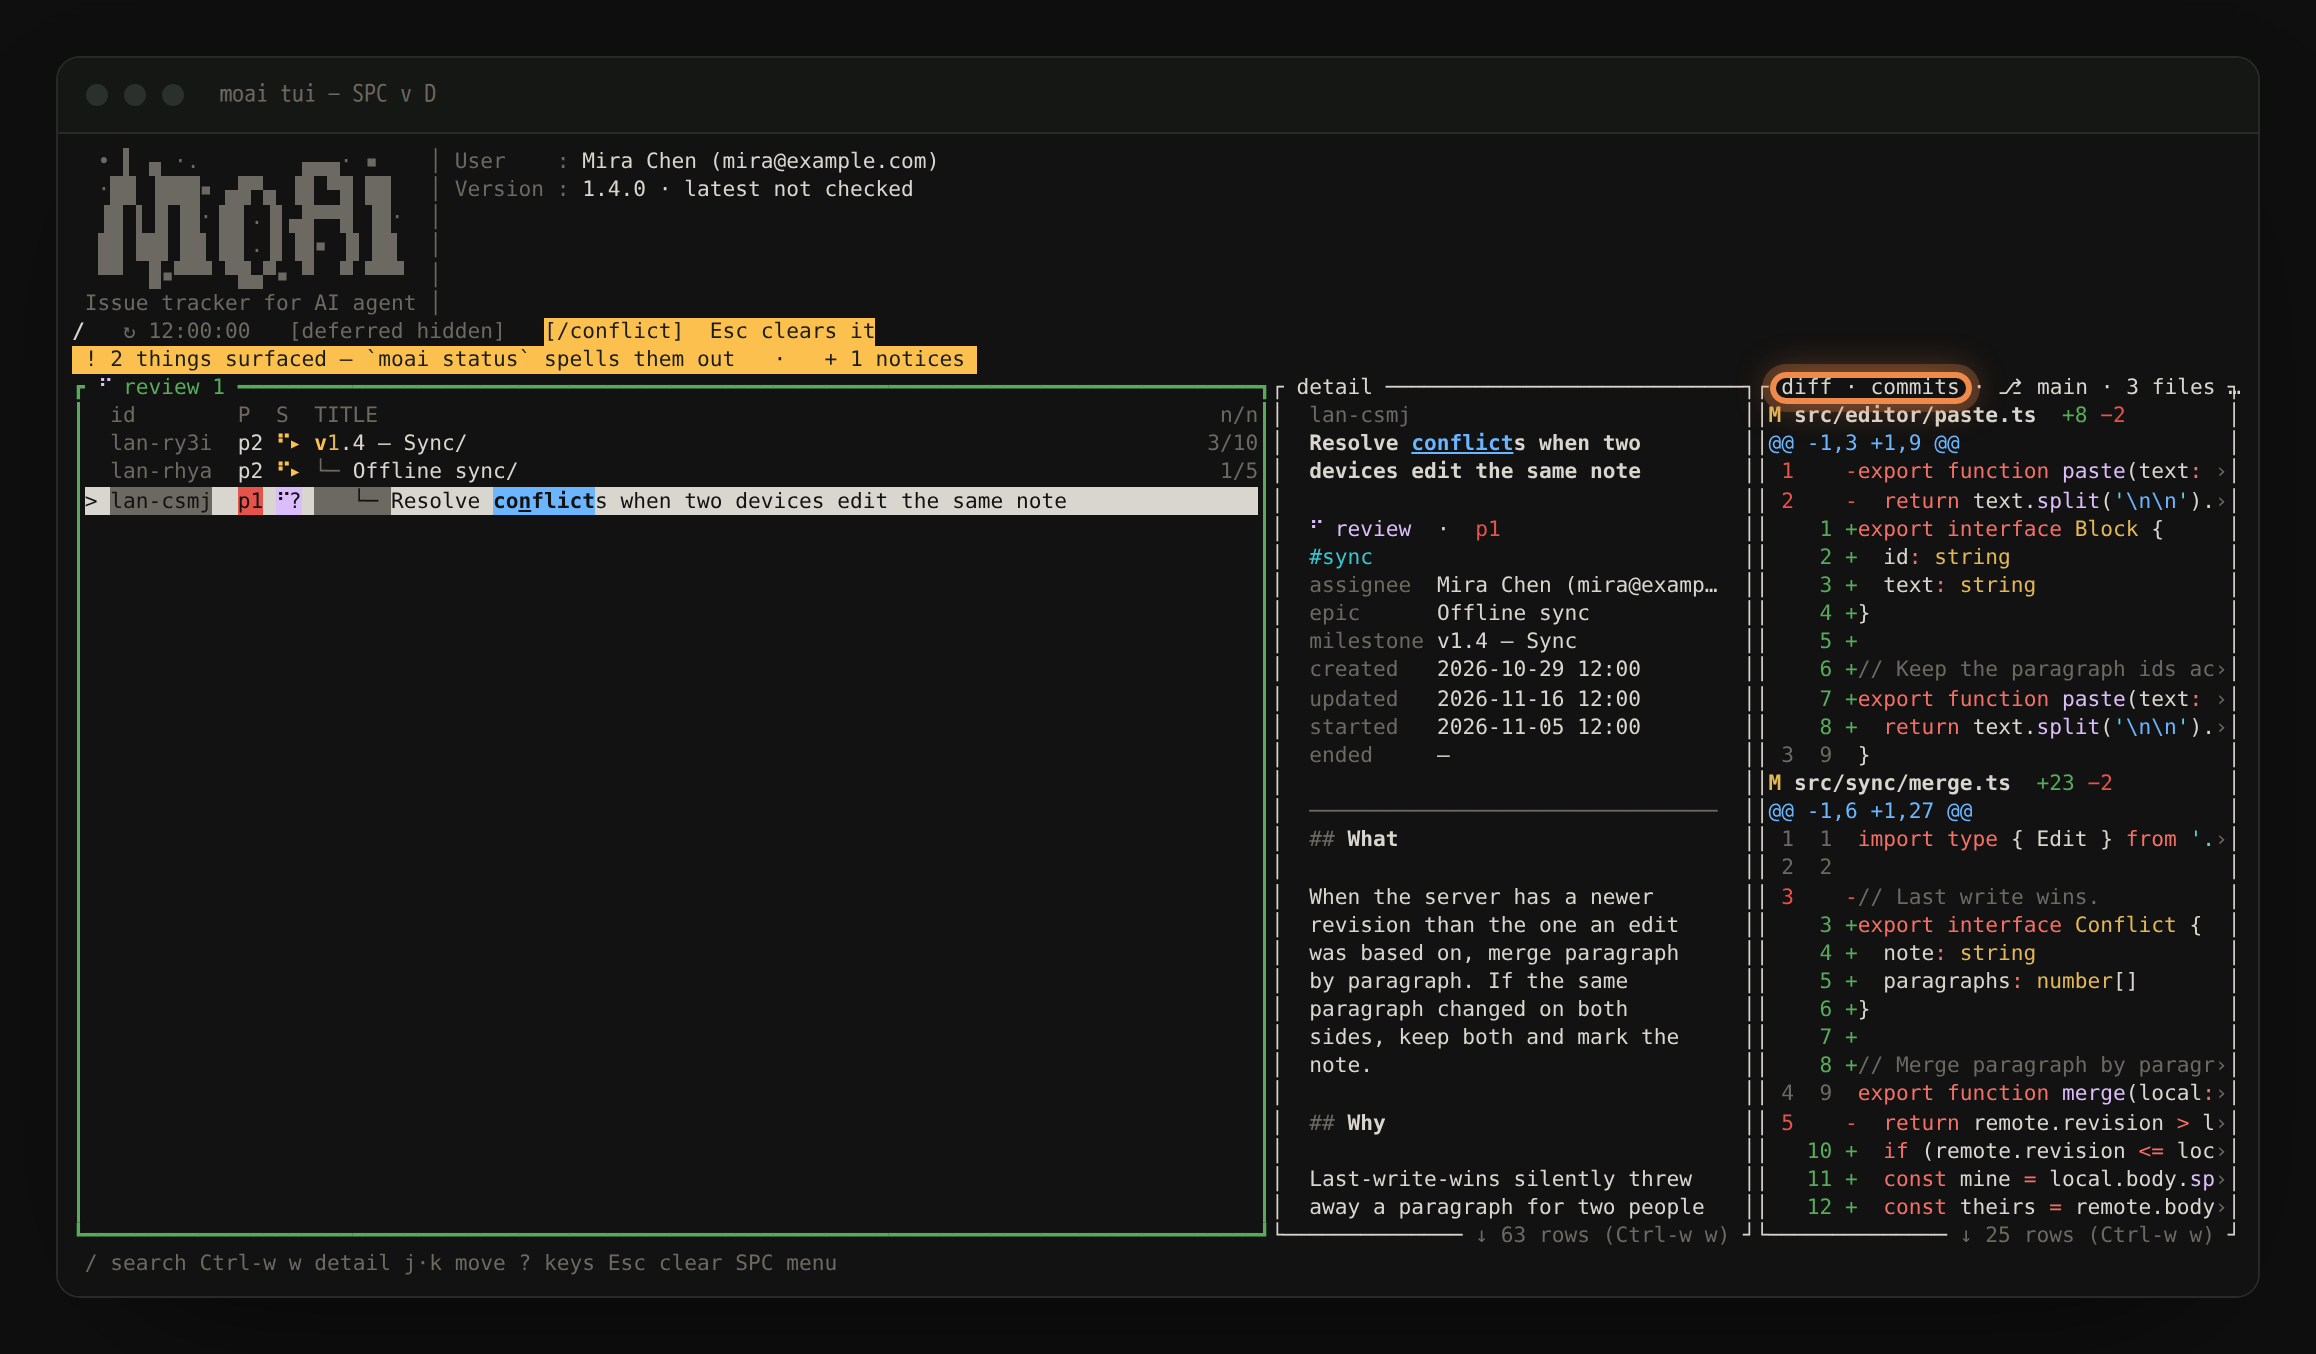 moai tui — SPC v D
MOAI
Issue tracker for AI agent
User    : Mira Chen (mira@example.com)
Version : 1.4.0 · latest not checked
/   ↻ 12:00:00   [deferred hidden]   [/conflict]  Esc clears it
! 2 things surfaced — `moai status` spells them out   ·   + 1 notices
review 1
id          P  S  TITLE          n/n
lan-ry3i  p2  v1.4 — Sync/          3/10
lan-rhya  p2  └─ Offline sync/          1/5
> lan-csmj  p1  ?  └─ Resolve conflicts when two devices edit the same note
detail
lan-csmj
Resolve conflicts when two
devices edit the same note
review  ·  p1
#sync
assignee  Mira Chen (mira@examp…
epic      Offline sync
milestone v1.4 — Sync
created   2026-10-29 12:00
updated   2026-11-16 12:00
started   2026-11-05 12:00
ended     —
## What
When the server has a newer
revision than the one an edit
was based on, merge paragraph
by paragraph. If the same
paragraph changed on both
sides, keep both and mark the
note.
## Why
Last-write-wins silently threw
away a paragraph for two people
↓ 63 rows (Ctrl-w w)
diff · commits · ⎇ main · 3 files …
M src/editor/paste.ts  +8 −2
@@ -1,3 +1,9 @@
1    -export function paste(text: ›
2    -  return text.split('\n\n').›
1 +export interface Block {
2 +  id: string
3 +  text: string
4 +}
5 +
6 +// Keep the paragraph ids ac›
7 +export function paste(text: ›
8 +  return text.split('\n\n').›
3  9  }
M src/sync/merge.ts  +23 −2
@@ -1,6 +1,27 @@
1  1  import type { Edit } from '.›
2  2
3    -// Last write wins.
3 +export interface Conflict {
4 +  note: string
5 +  paragraphs: number[]
6 +}
7 +
8 +// Merge paragraph by paragr›
4  9  export function merge(local:›
5    -  return remote.revision > l›
10 +  if (remote.revision <= loc›
11 +  const mine = local.body.sp›
12 +  const theirs = remote.body›
↓ 25 rows (Ctrl-w w)
/ search Ctrl-w w detail j·k move ? keys Esc clear SPC menu